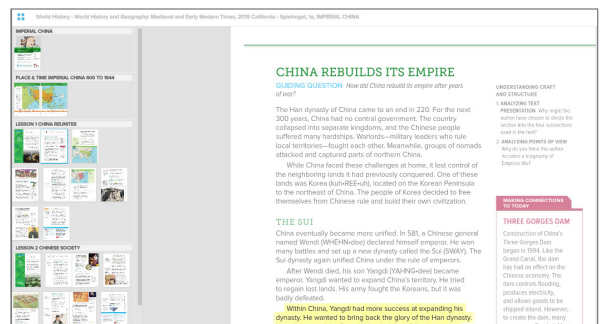 World History - World History and Geography: Medieval and Early Modern Times, 2019 California - Spielvogel, 1e, IMPERIAL CHINA
IMPERIAL CHINA
PLACE & TIME IMPERIAL CHINA 600 TO 1644
LESSON 1 CHINA REUNITES
LESSON 2 CHINESE SOCIETY
CHINA REBUILDS ITS EMPIRE
GUIDING QUESTION How did China rebuild its empire after years
of war?
The Han dynasty of China came to an end in 220. For the next
300 years, China had no central government. The country
collapsed into separate kingdoms, and the Chinese people
suffered many hardships. Warlords—military leaders who rule
local territories—fought each other. Meanwhile, groups of nomads
attacked and captured parts of northern China.
While China faced these challenges at home, it lost control of
the neighboring lands it had previously conquered. One of these
lands was Korea (kuh•REE•uh), located on the Korean Peninsula
to the northeast of China. The people of Korea decided to free
themselves from Chinese rule and build their own civilization.
THE SUI
China eventually became more unified. In 581, a Chinese general
named Wendi (WHEHN•dee) declared himself emperor. He won
many battles and set up a new dynasty called the Sui (SWAY). The
Sui dynasty again unified China under the rule of emperors.
After Wendi died, his son Yangdi (YAHNG•dee) became
emperor. Yangdi wanted to expand China's territory. He tried
to regain lost lands. His army fought the Koreans, but it was
badly defeated.
Within China, Yangdi had more success at expanding his
dynasty. He wanted to bring back the glory of the Han dynasty.
UNDERSTANDING CRAFT
AND STRUCTURE
1. ANALYZING TEXT
PRESENTATION Why might the
author have chosen to divide the
section into the four subsections
used in the text?
2. ANALYZING POINTS OF VIEW
Why do you think the author
includes a biography of
Empress Wu?
MAKING CONNECTIONS
TO TODAY
THREE GORGES DAM
Construction of China's
Three Gorges Dam
began in 1994. Like the
Grand Canal, the dam
has had an effect on the
Chinese economy. The
dam controls flooding,
produces electricity,
and allows goods to be
shipped inland. However,
to create the dam, many